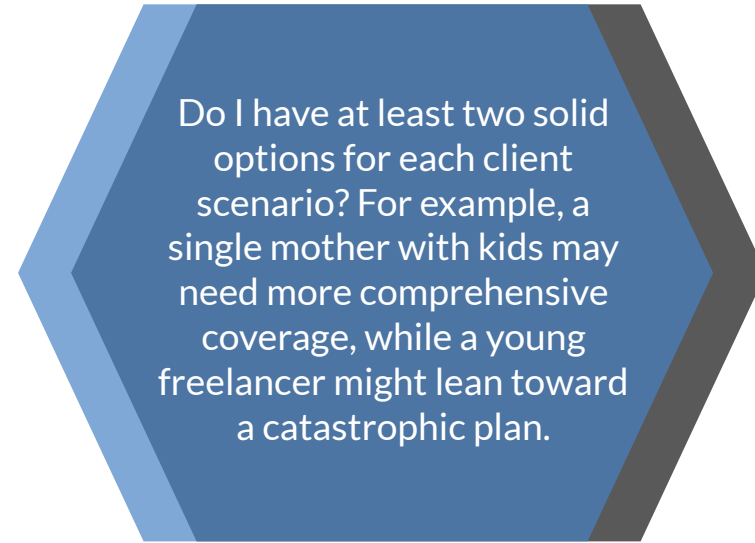 Do I have at least two solid
options for each client
scenario? For example, a
single mother with kids may
need more comprehensive
coverage, while a young
freelancer might lean toward
a catastrophic plan.